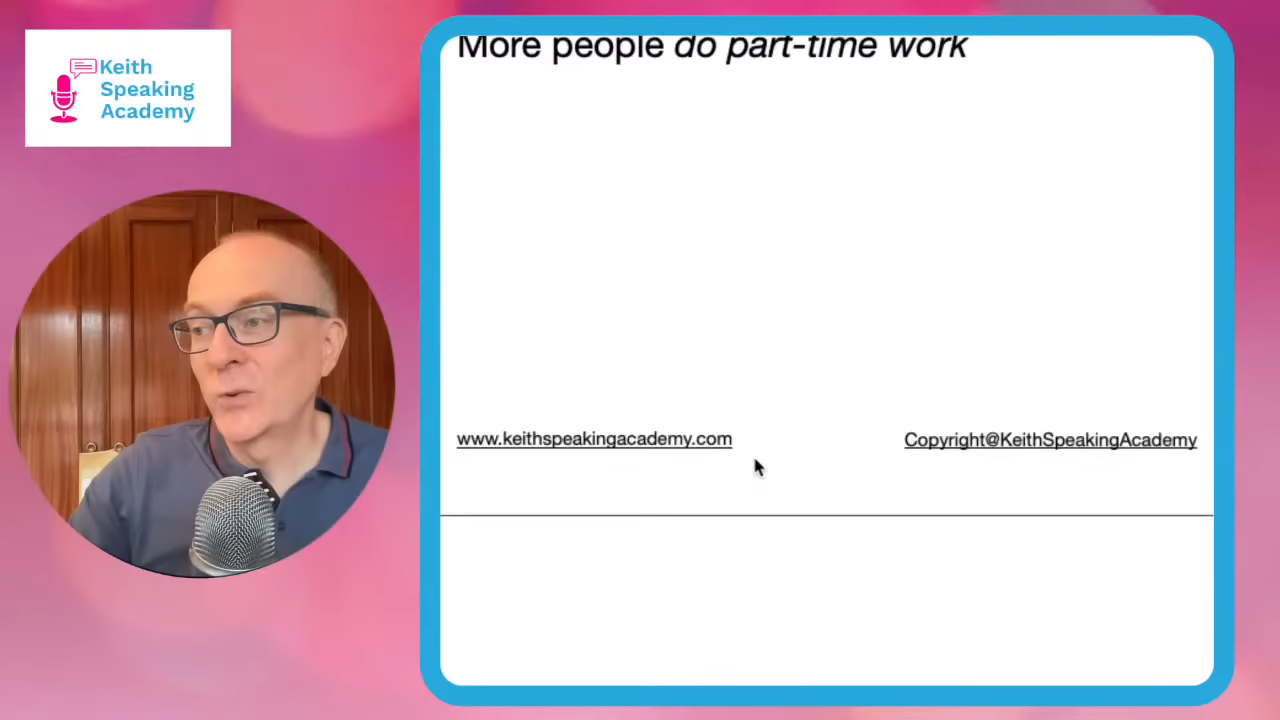 Keith
Speaking
Academy
More people do part-time work
www.keithspeakingacademy.com
Copyright@KeithSpeakingAcademy